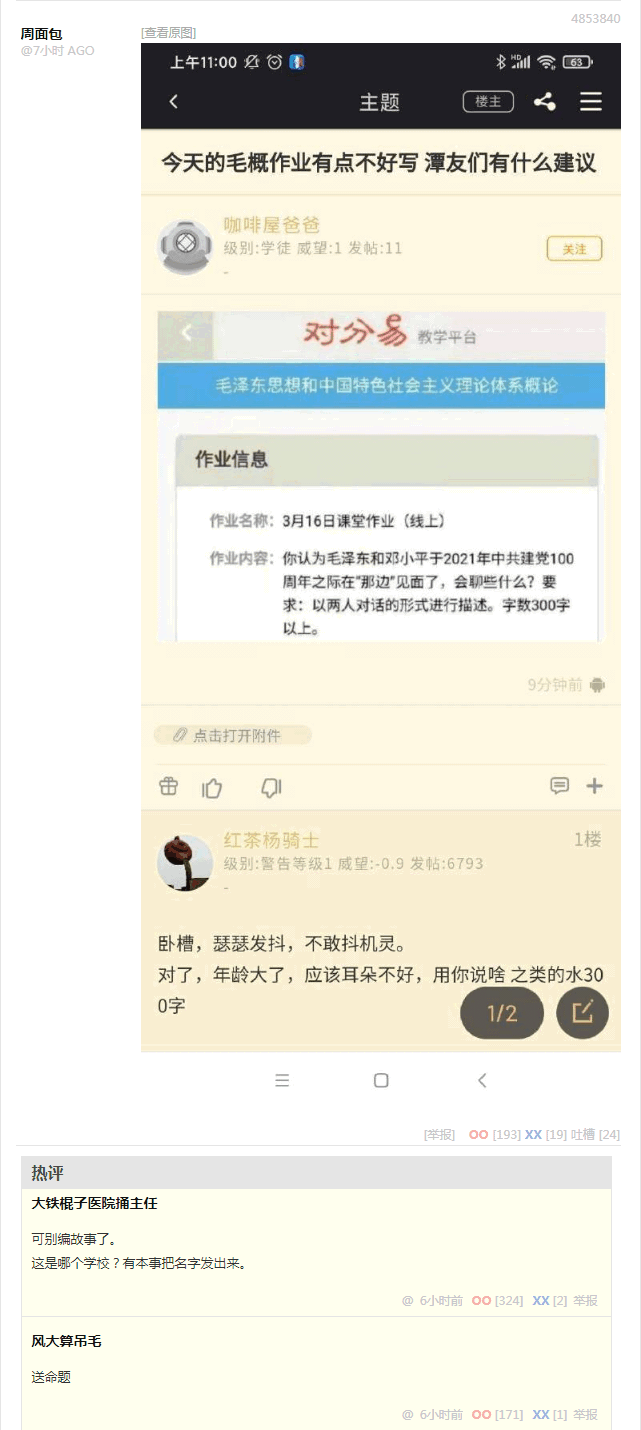 4853840
周面包
@7小时 AGO
[查看原图]
上午11:00
HD
63
主题
楼主
今天的毛概作业有点不好写 潭友们有什么建议
咖啡屋爸爸
级别:学徒 威望:1 发帖:11
-
关注
对分易 教学平台
毛泽东思想和中国特色社会主义理论体系概论
作业信息
作业名称: 3月16日课堂作业（线上）
作业内容: 你认为毛泽东和邓小平于2021年中共建党100
周年之际在"那边"见面了，会聊些什么？要
求：以两人对话的形式进行描述。字数300字
以上。
9分钟前
点击打开附件
红茶杨骑士
1楼
级别:警告等级1 威望:-0.9 发帖:6793
-
卧槽，瑟瑟发抖，不敢抖机灵。
对了，年龄大了，应该耳朵不好，用你说啥 之类的水30
0字
1/2
[举报] OO [193] XX [19] 吐槽 [24]
热评
大铁棍子医院捅主任
可别编故事了。
这是哪个学校？有本事把名字发出来。
@ 6小时前 OO [324] XX [2] 举报
风大算吊毛
送命题
@ 6小时前 OO [171] XX [1] 举报